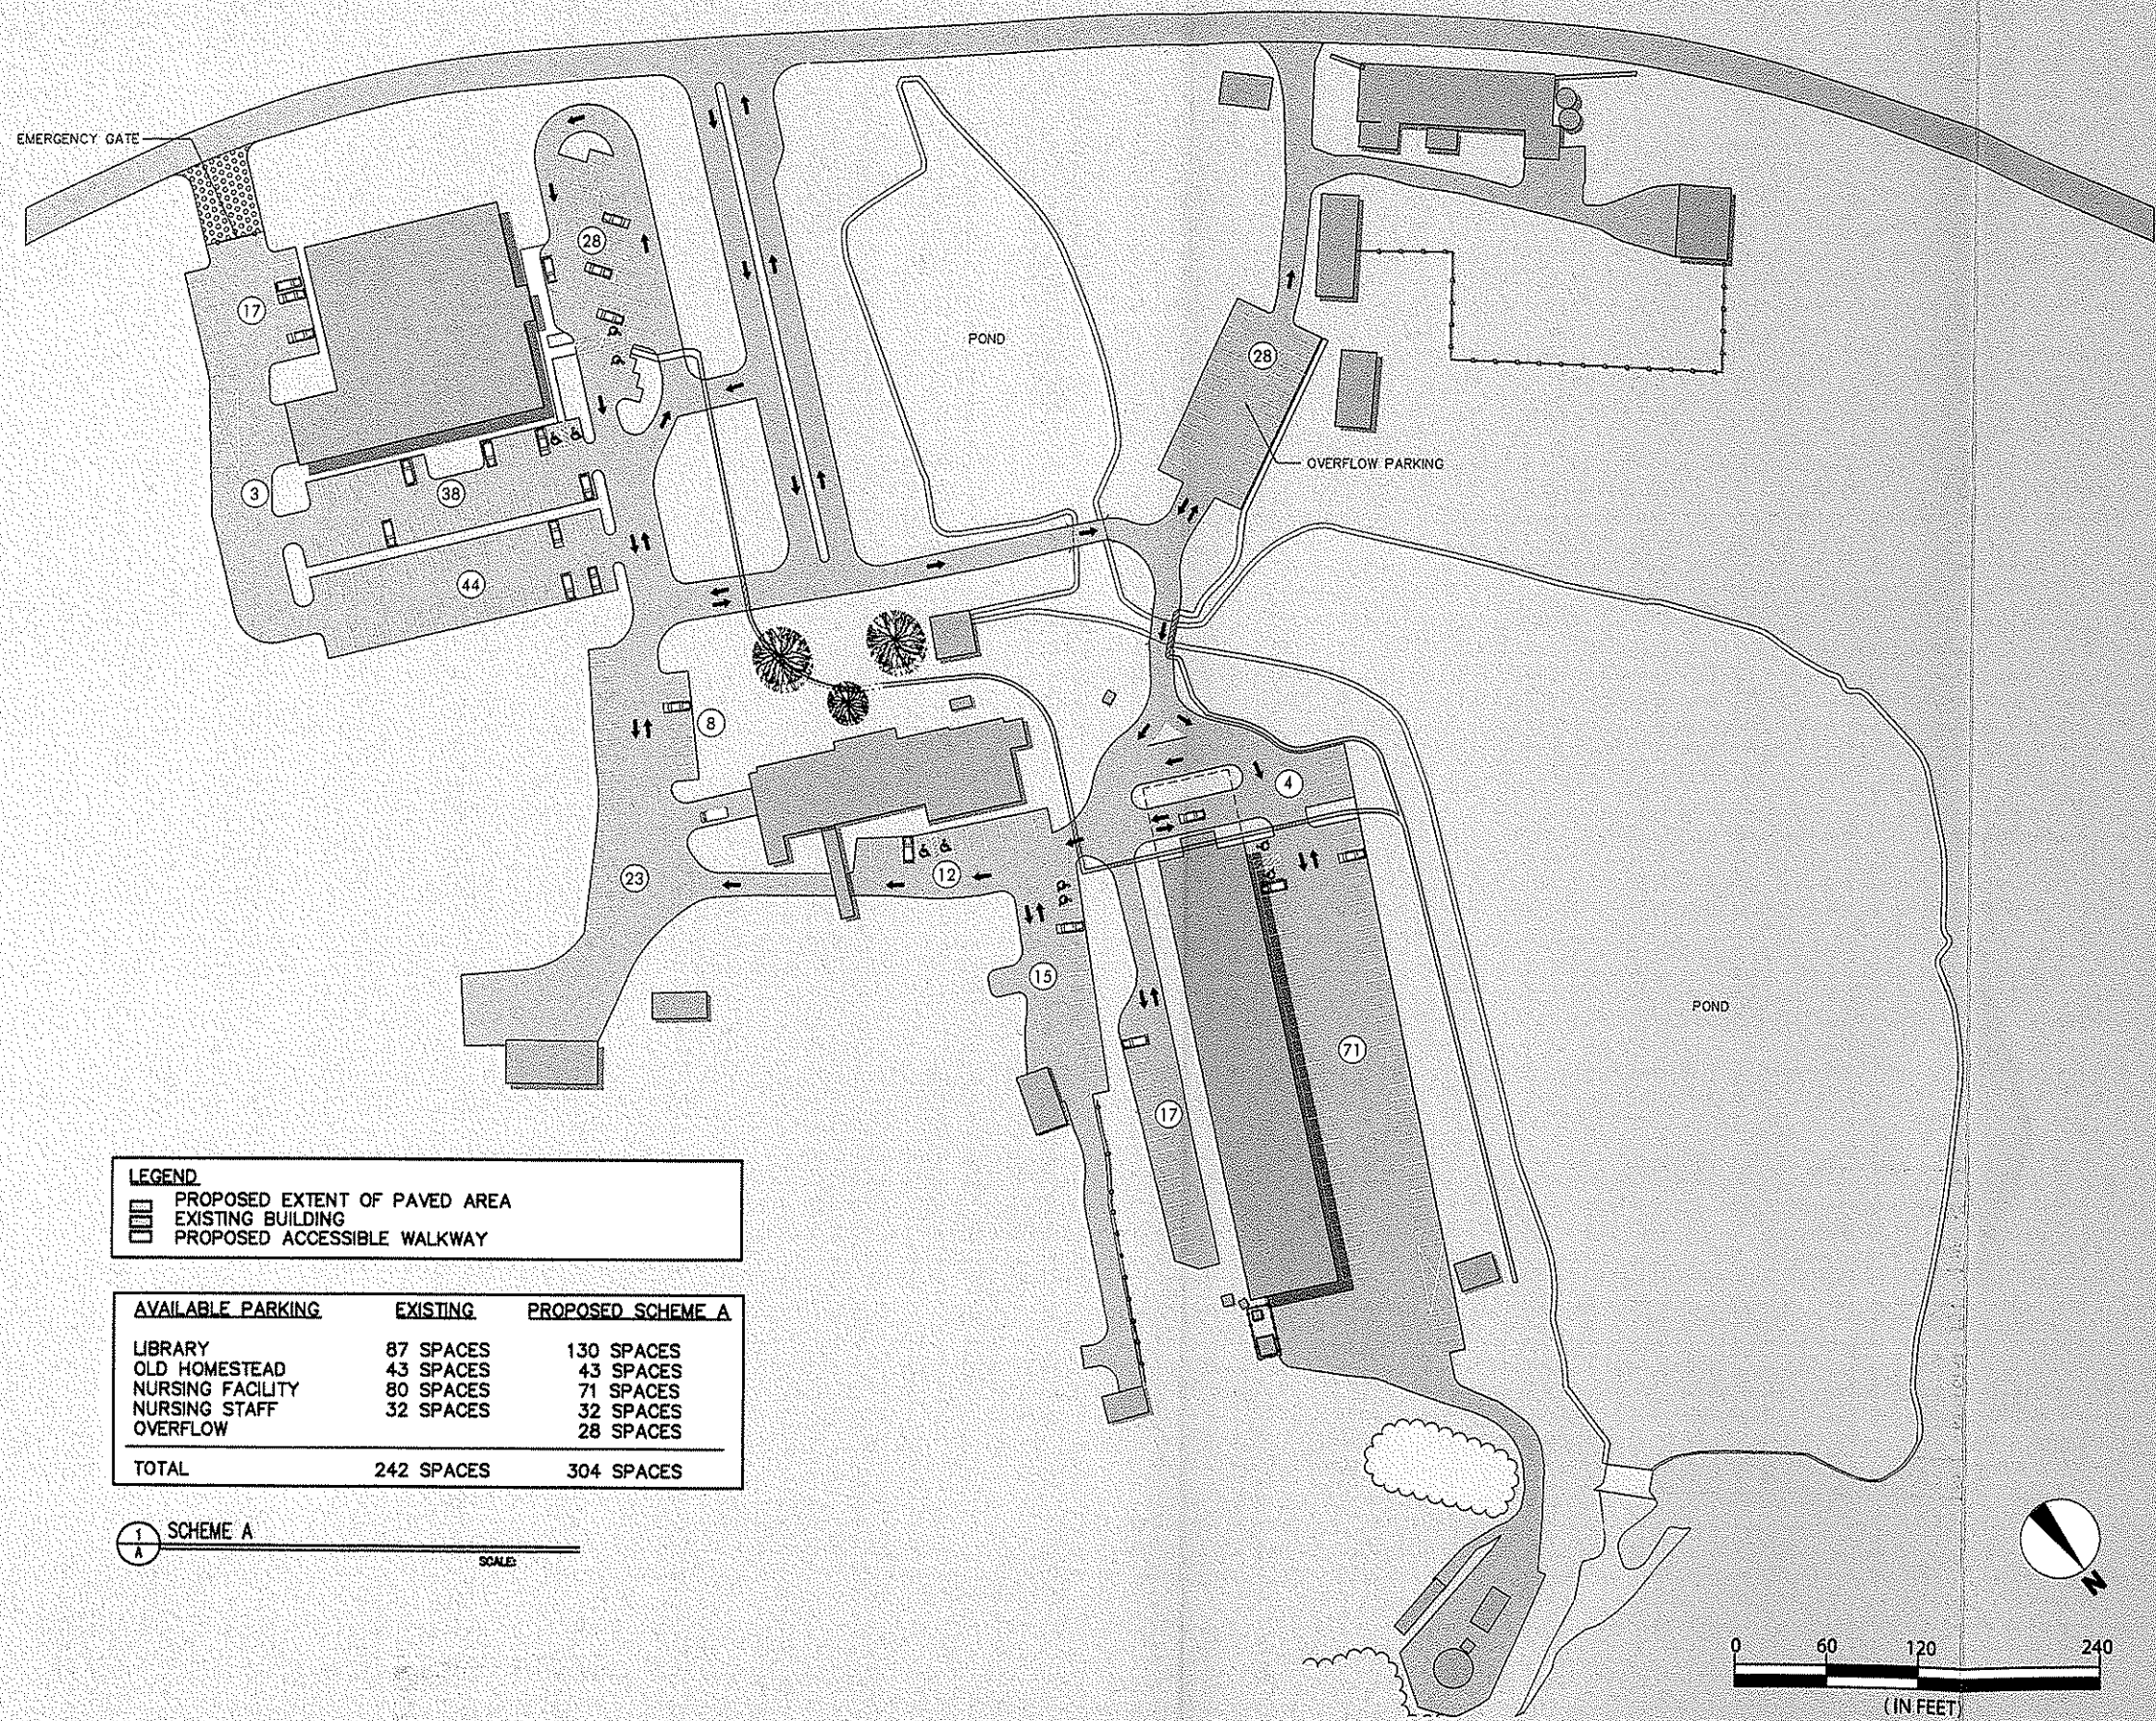 EMERGENCY GATE
28
17
POND
28
OVERFLOW PARKING
3
38
44
8
4
23
12
15
POND
71
17
LEGEND
PROPOSED EXTENT OF PAVED AREA
EXISTING BUILDING
PROPOSED ACCESSIBLE WALKWAY
AVAILABLE PARKING EXISTING PROPOSED SCHEME A
LIBRARY 87 SPACES 130 SPACES
OLD HOMESTEAD 43 SPACES 43 SPACES
NURSING FACILITY 80 SPACES 71 SPACES
NURSING STAFF 32 SPACES 32 SPACES
OVERFLOW 28 SPACES
TOTAL 242 SPACES 304 SPACES
1
A
SCHEME A
SCALE:
N
0 60 120 240
(IN FEET)